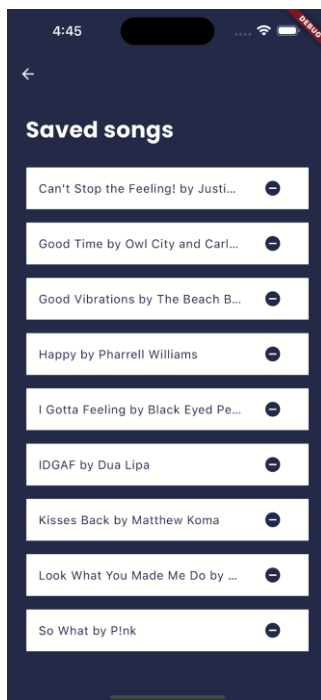 4:45
DEBUG
Saved songs
Can't Stop the Feeling! by Justi...
Good Time by Owl City and Carl...
Good Vibrations by The Beach B...
Happy by Pharrell Williams
I Gotta Feeling by Black Eyed Pe...
IDGAF by Dua Lipa
Kisses Back by Matthew Koma
Look What You Made Me Do by ...
So What by P!nk